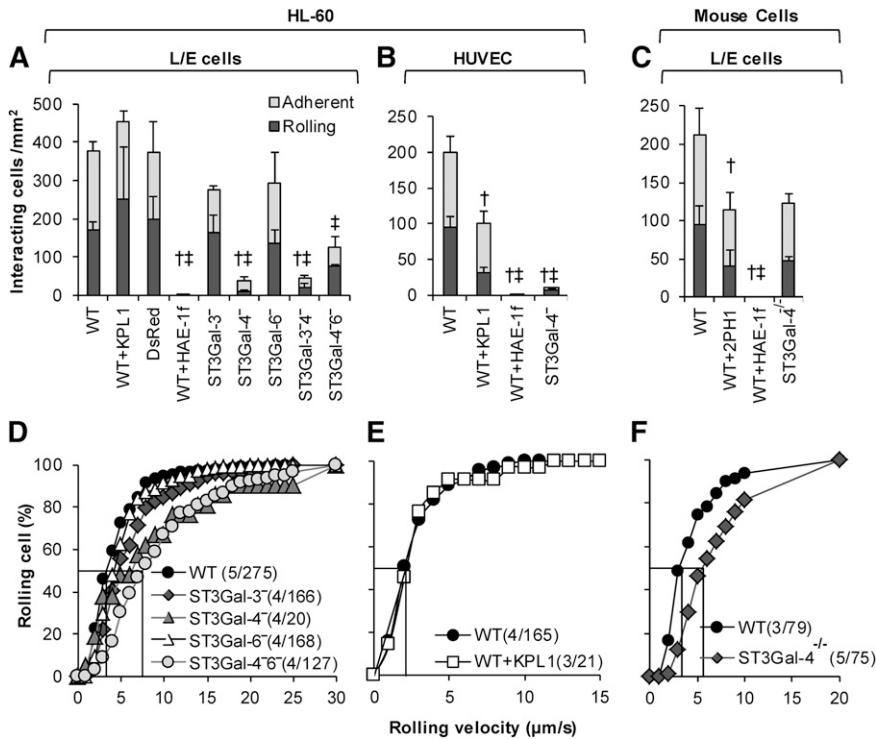 HL-60
Mouse Cells
A
B
C
L/E cells
HUVEC
L/E cells
Interacting cells /mm²
500
400
300
200
100
0
Adherent
Rolling
†‡
†‡
†‡
‡
WT
WT+KPL1
DsRed
WT+HAE-1f
ST3Gal-3⁻
ST3Gal-4⁻
ST3Gal-6⁻
ST3Gal-3⁻4⁻
ST3Gal-4⁻6⁻
250
200
150
100
50
0
†
†‡
†‡
WT
WT+KPL1
WT+HAE-1f
ST3Gal-4⁻
250
200
150
100
50
0
†
†‡
WT
WT+2PH1
WT+HAE-1f
ST3Gal-4⁻/⁻
D
E
F
Rolling cell (%)
100
80
60
40
20
0
WT (5/275)
ST3Gal-3⁻(4/166)
ST3Gal-4⁻(4/20)
ST3Gal-6⁻(4/168)
ST3Gal-4⁻6⁻(4/127)
0 5 10 15 20 25 30
WT(4/165)
WT+KPL1(3/21)
0 5 10 15
WT(3/79)
ST3Gal-4⁻/⁻ (5/75)
0 5 10 15 20
Rolling velocity (µm/s)